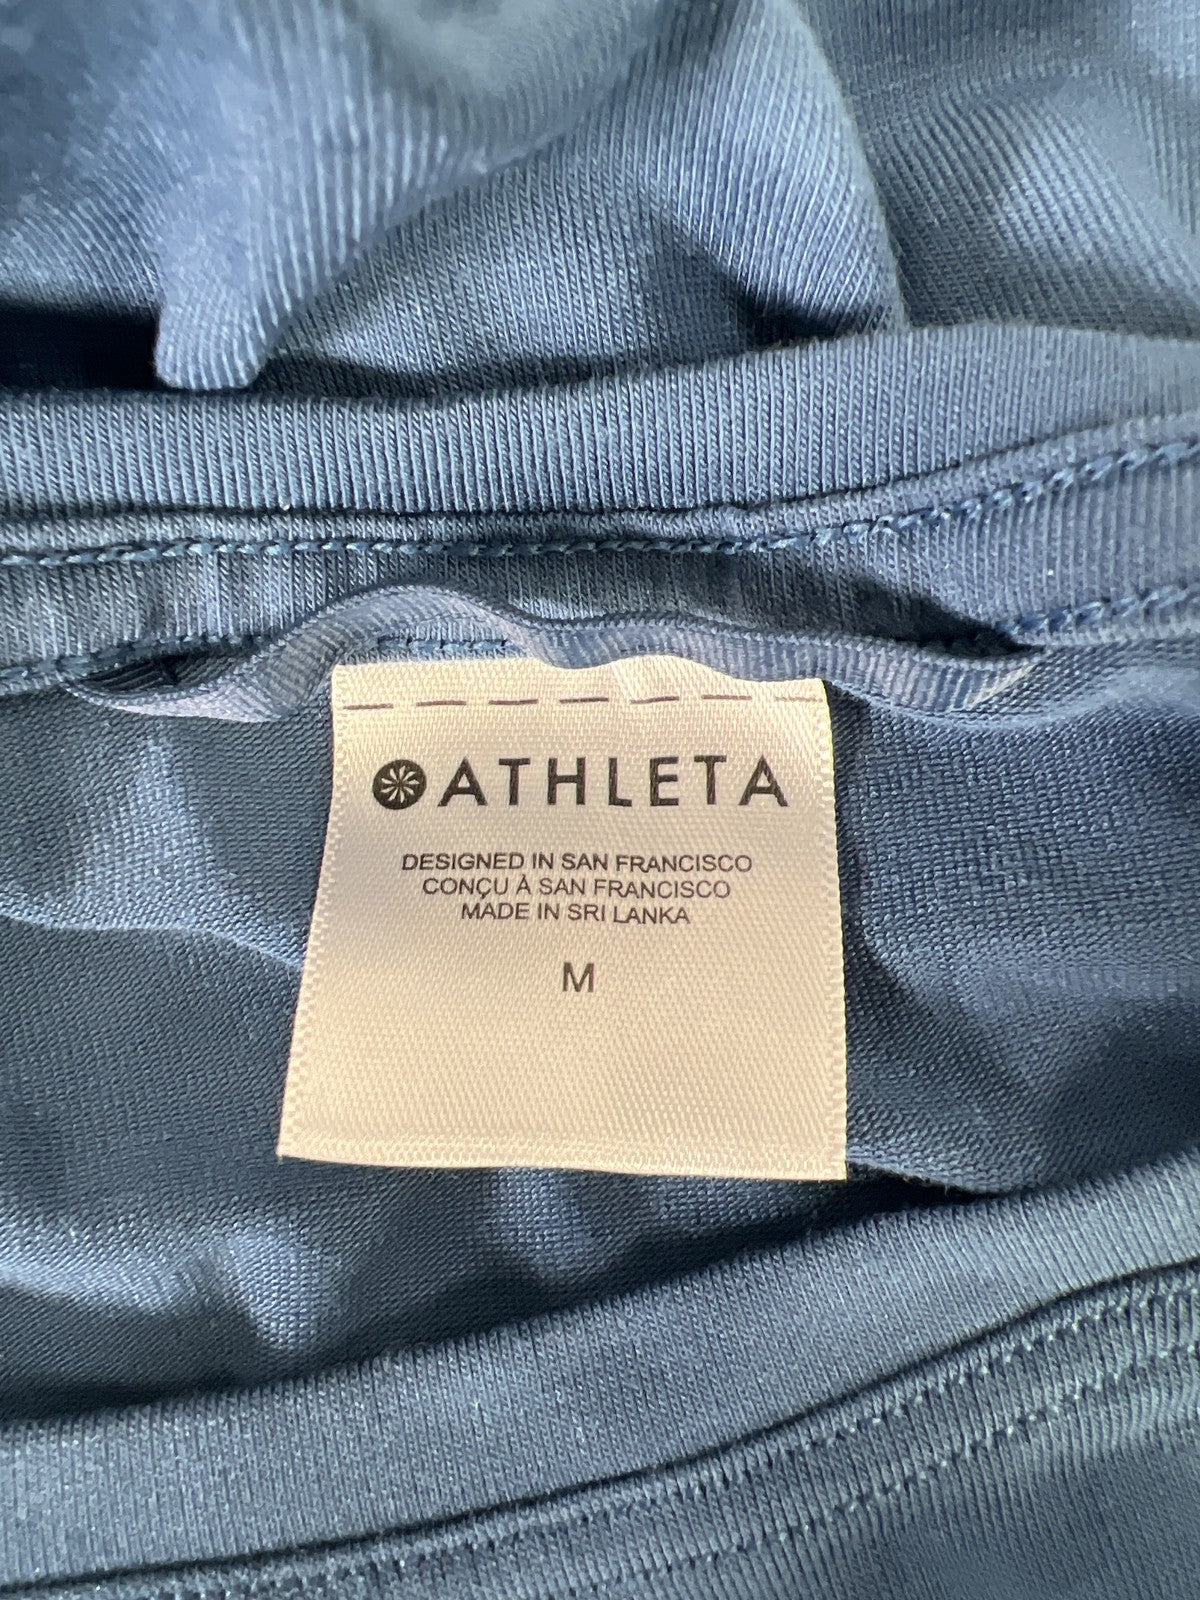 ATHLETA
DESIGNED IN SAN FRANCISCO
CONÇU À SAN FRANCISCO
MADE IN SRI LANKA
M